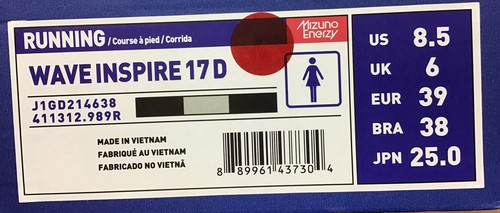 RUNNING / Course à pied / Corrida
Mizuno
Enerzy
WAVE INSPIRE 17 D
J1GD214638
411312.989R
MADE IN VIETNAM
FABRIQUÉ AU VIETNAM
FABRICADO NO VIETNÃ
8 89961 43730 4
US 8.5
UK 6
EUR 39
BRA 38
JPN 25.0